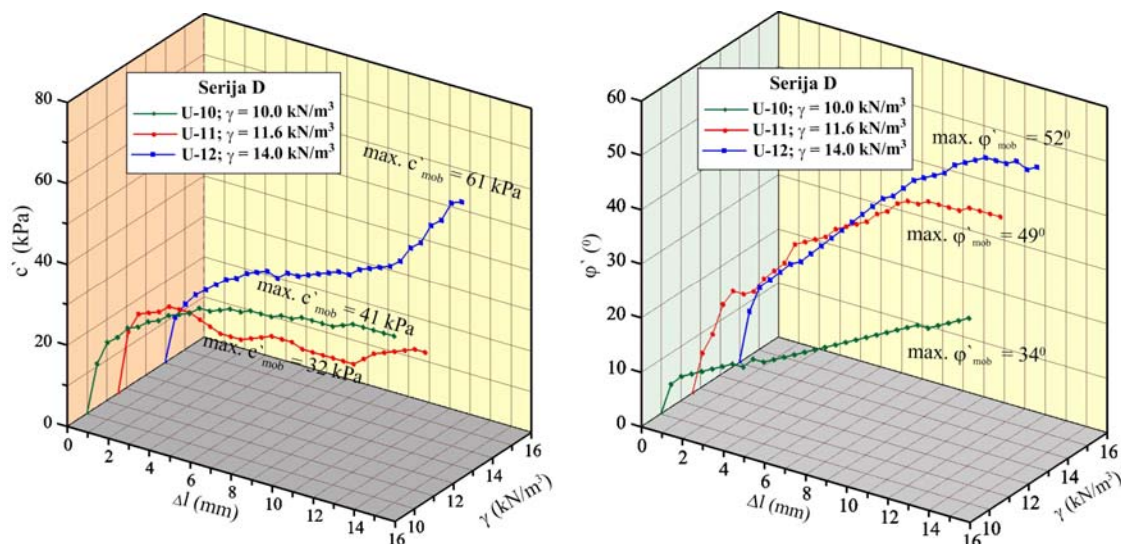 Serija D
U-10; γ = 10.0 kN/m³
U-11; γ = 11.6 kN/m³
U-12; γ = 14.0 kN/m³
max. c`mob = 61 kPa
max. c`mob = 41 kPa
max. c`mob = 32 kPa
80
60
40
20
0
c` (kPa)
0
2
4
6
8
10
12
14
16
Δl (mm)
10
12
14
16
γ (kN/m³)
Serija D
U-10; γ = 10.0 kN/m³
U-11; γ = 11.6 kN/m³
U-12; γ = 14.0 kN/m³
max. φ`mob = 52⁰
max. φ`mob = 49⁰
max. φ`mob = 34⁰
60
50
40
30
20
10
0
φ` (⁰)
0
2
4
6
8
10
12
14
16
Δl (mm)
10
12
14
16
γ (kN/m³)